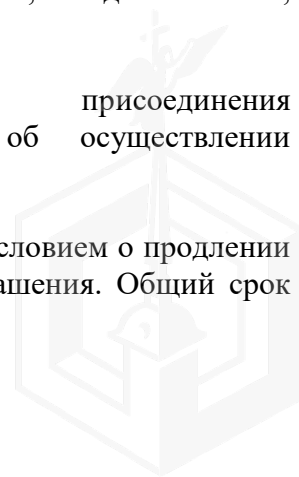 присоединения
об осуществлении
словием о продлении
ашения. Общий срок